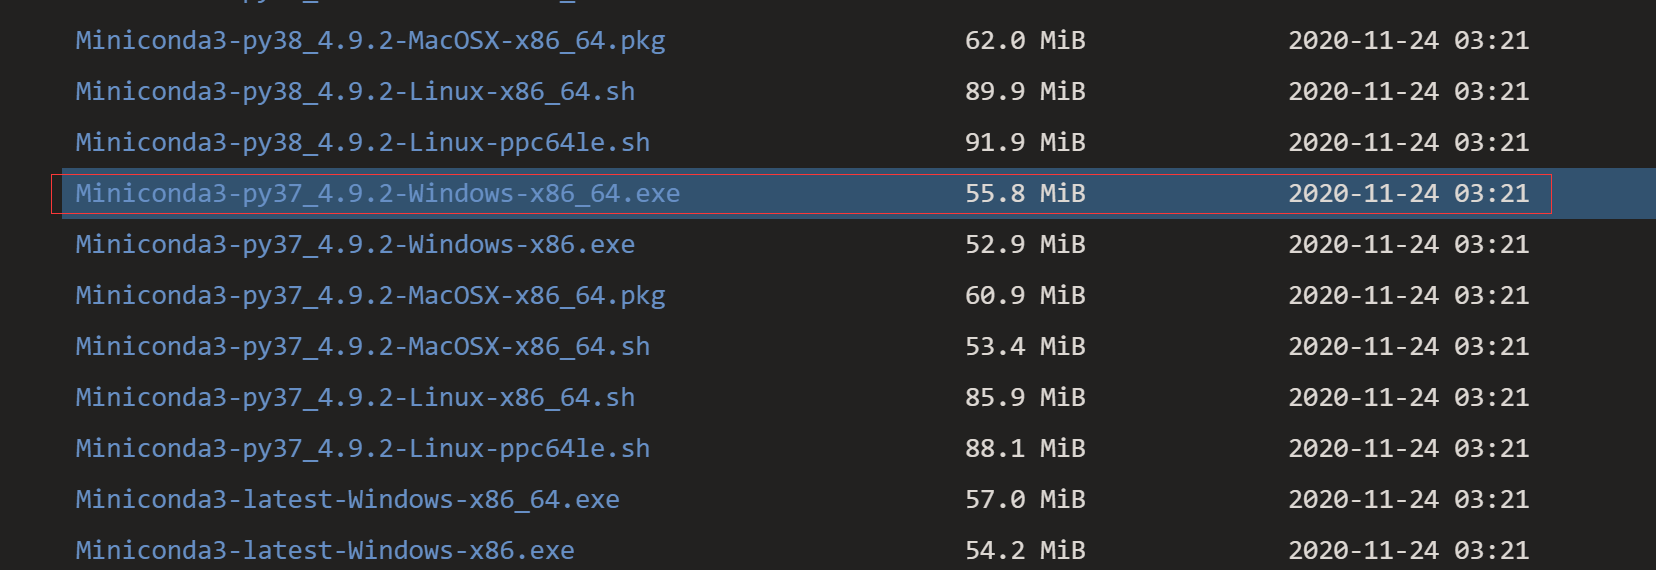 Miniconda3-py38_4.9.2-MacOSX-x86_64.pkg 62.0 MiB 2020-11-24 03:21
Miniconda3-py38_4.9.2-Linux-x86_64.sh 89.9 MiB 2020-11-24 03:21
Miniconda3-py38_4.9.2-Linux-ppc64le.sh 91.9 MiB 2020-11-24 03:21
Miniconda3-py37_4.9.2-Windows-x86_64.exe 55.8 MiB 2020-11-24 03:21
Miniconda3-py37_4.9.2-Windows-x86.exe 52.9 MiB 2020-11-24 03:21
Miniconda3-py37_4.9.2-MacOSX-x86_64.pkg 60.9 MiB 2020-11-24 03:21
Miniconda3-py37_4.9.2-MacOSX-x86_64.sh 53.4 MiB 2020-11-24 03:21
Miniconda3-py37_4.9.2-Linux-x86_64.sh 85.9 MiB 2020-11-24 03:21
Miniconda3-py37_4.9.2-Linux-ppc64le.sh 88.1 MiB 2020-11-24 03:21
Miniconda3-latest-Windows-x86_64.exe 57.0 MiB 2020-11-24 03:21
Miniconda3-latest-Windows-x86.exe 54.2 MiB 2020-11-24 03:21